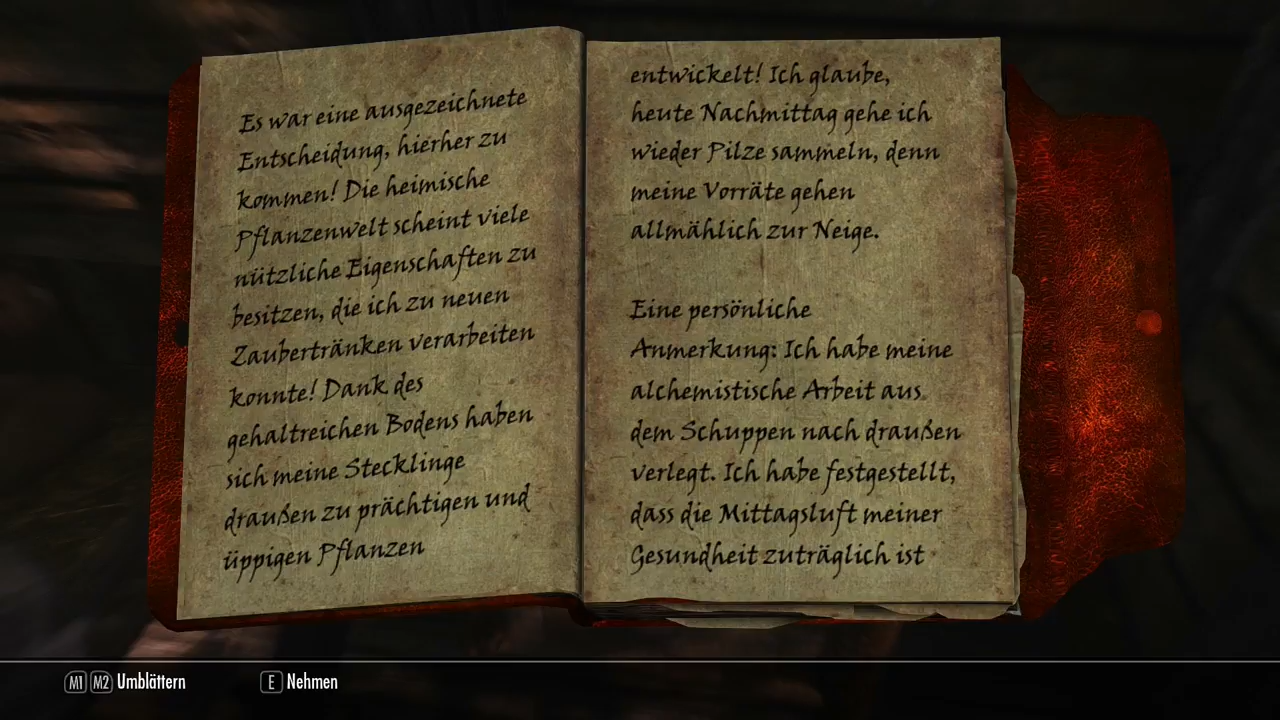 Es war eine ausgezeichnete
Entscheidung, hierher zu
kommen! Die heimische
Pflanzenwelt scheint viele
nützliche Eigenschaften zu
besitzen, die ich zu neuen
Zaubertränken verarbeiten
konnte! Dank des
gehaltreichen Bodens haben
sich meine Stecklinge
draußen zu prächtigen und
üppigen Pflanzen
entwickelt! Ich glaube,
heute Nachmittag gehe ich
wieder Pilze sammeln, denn
meine Vorräte gehen
allmählich zur Neige.
Eine persönliche
Anmerkung: Ich habe meine
alchemistische Arbeit aus
dem Schuppen nach draußen
verlegt. Ich habe festgestellt,
dass die Mittagsluft meiner
Gesundheit zuträglich ist
M1 M2 Umblättern
E Nehmen